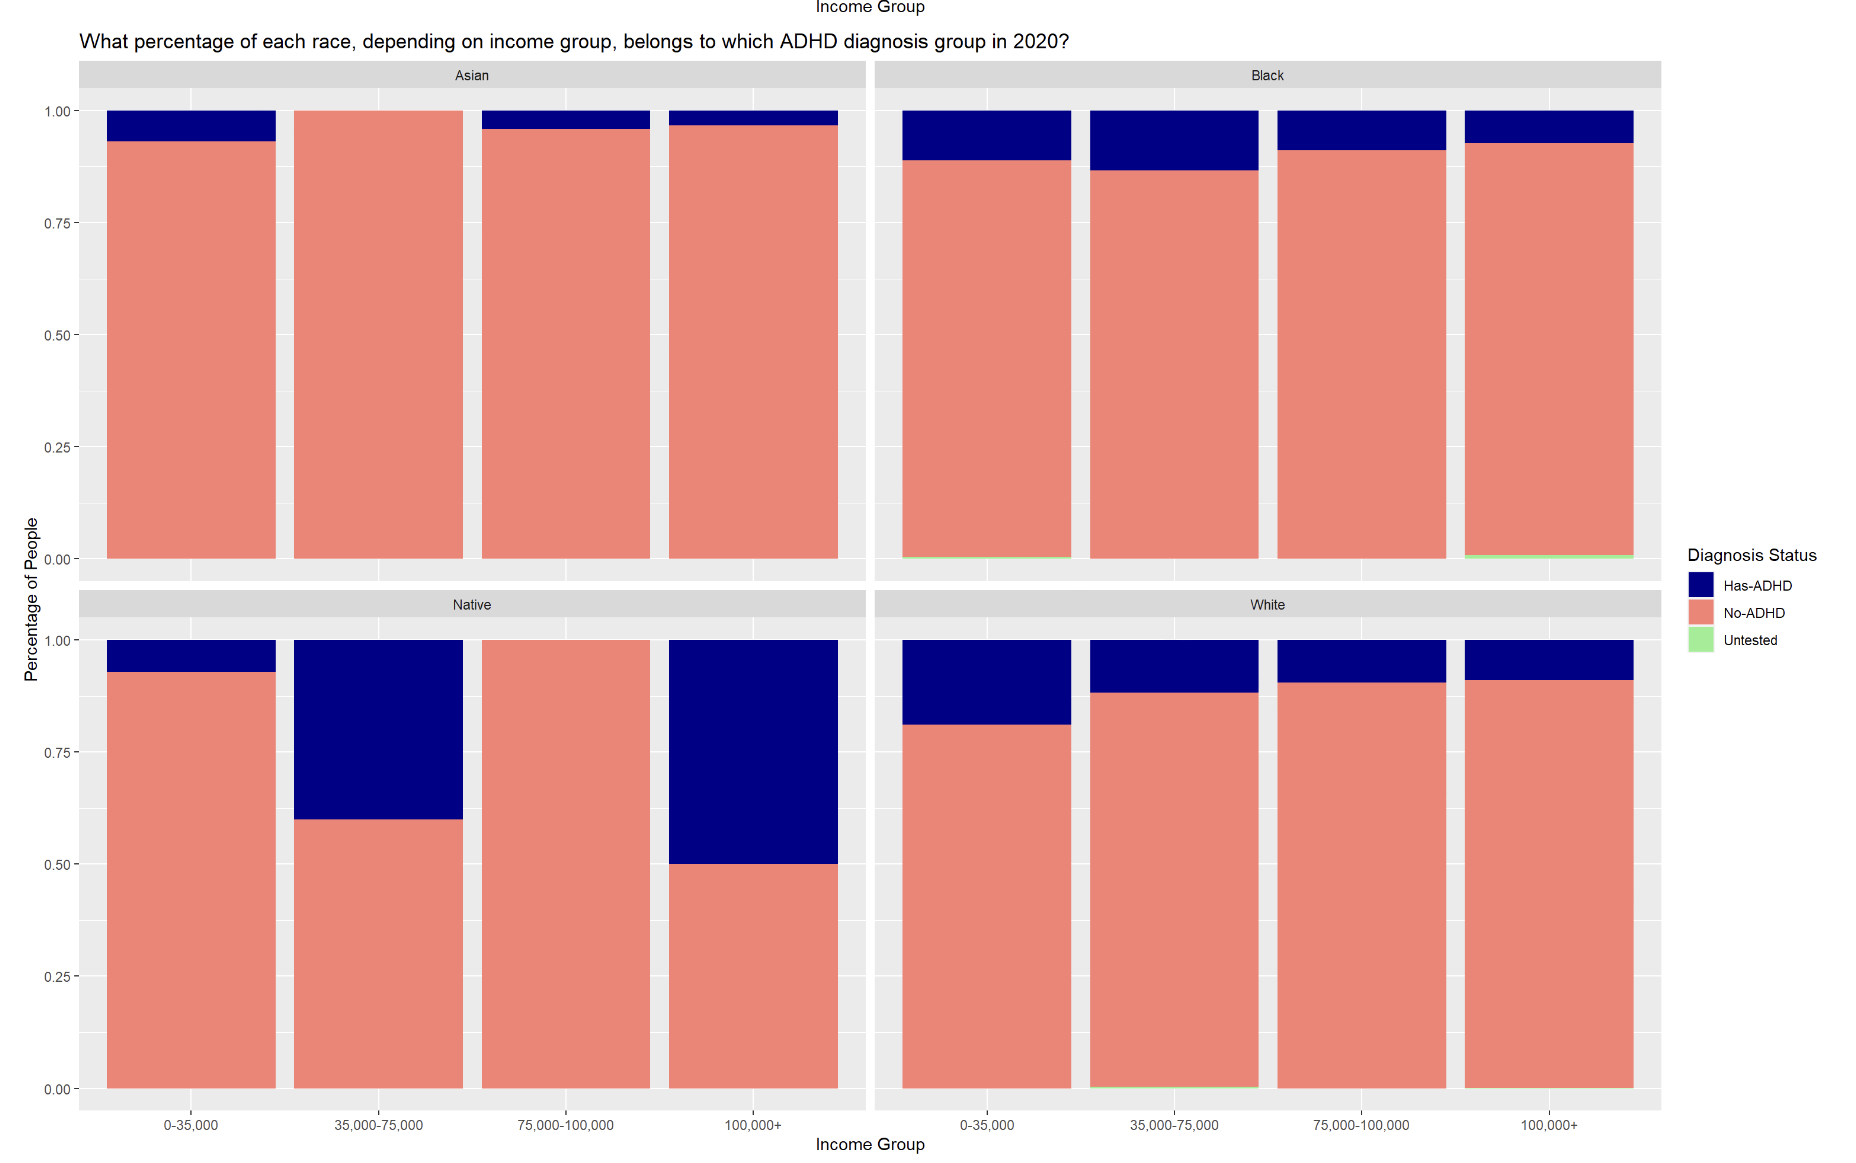 Income Group
What percentage of each race, depending on income group, belongs to which ADHD diagnosis group in 2020?
Asian
Black
1.00
0.75
0.50
0.25
0.00
Native
White
1.00
0.75
0.50
0.25
0.00
Percentage of People
0-35,000
35,000-75,000
75,000-100,000
100,000+
0-35,000
35,000-75,000
75,000-100,000
100,000+
Income Group
Diagnosis Status
Has-ADHD
No-ADHD
Untested